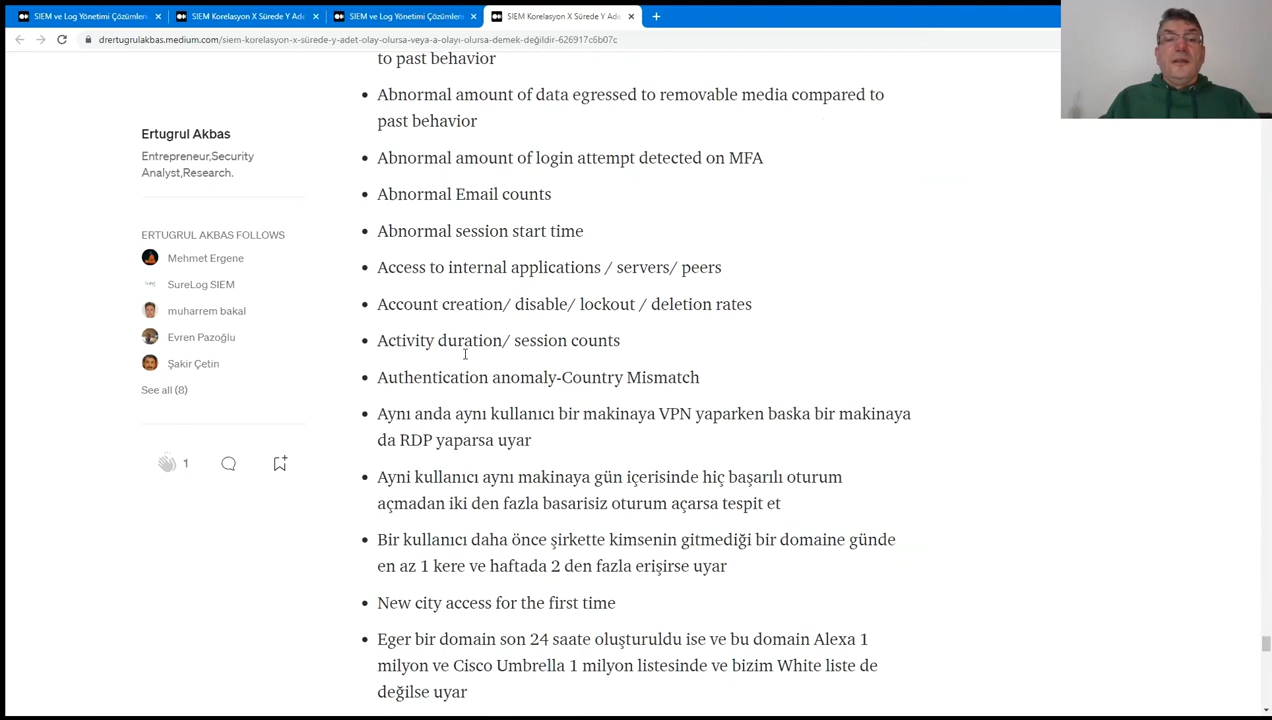 SIEM ve Log Yönetimi Çözümleri
SIEM Korelasyon X Sürede Y Ade
SIEM ve Log Yönetimi Çözümleri
SIEM Korelasyon X Sürede Y Ade
drertugrulakbas.medium.com/siem-korelasyon-x-sürede-y-adet-olay-olursa-veya-a-olayı-olursa-demek-değildir-626917c6b07c
to past behavior
Abnormal amount of data egressed to removable media compared to
past behavior
Abnormal amount of login attempt detected on MFA
Abnormal Email counts
Abnormal session start time
Access to internal applications / servers/ peers
Account creation/ disable/ lockout / deletion rates
Activity duration/ session counts
Authentication anomaly-Country Mismatch
Aynı anda aynı kullanıcı bir makinaya VPN yaparken baska bir makinaya
da RDP yaparsa uyar
Ayni kullanıcı aynı makinaya gün içerisinde hiç başarılı oturum
açmadan iki den fazla basarisiz oturum açarsa tespit et
Bir kullanıcı daha önce şirkette kimsenin gitmediği bir domaine günde
en az 1 kere ve haftada 2 den fazla erişirse uyar
New city access for the first time
Eger bir domain son 24 saate oluşturuldu ise ve bu domain Alexa 1
milyon ve Cisco Umbrella 1 milyon listesinde ve bizim White liste de
değilse uyar
Ertugrul Akbas
Entrepreneur,Security
Analyst,Research.
ERTUGRUL AKBAS FOLLOWS
Mehmet Ergene
SureLog SIEM
muharrem bakal
Evren Pazoğlu
Şakir Çetin
See all (8)
1